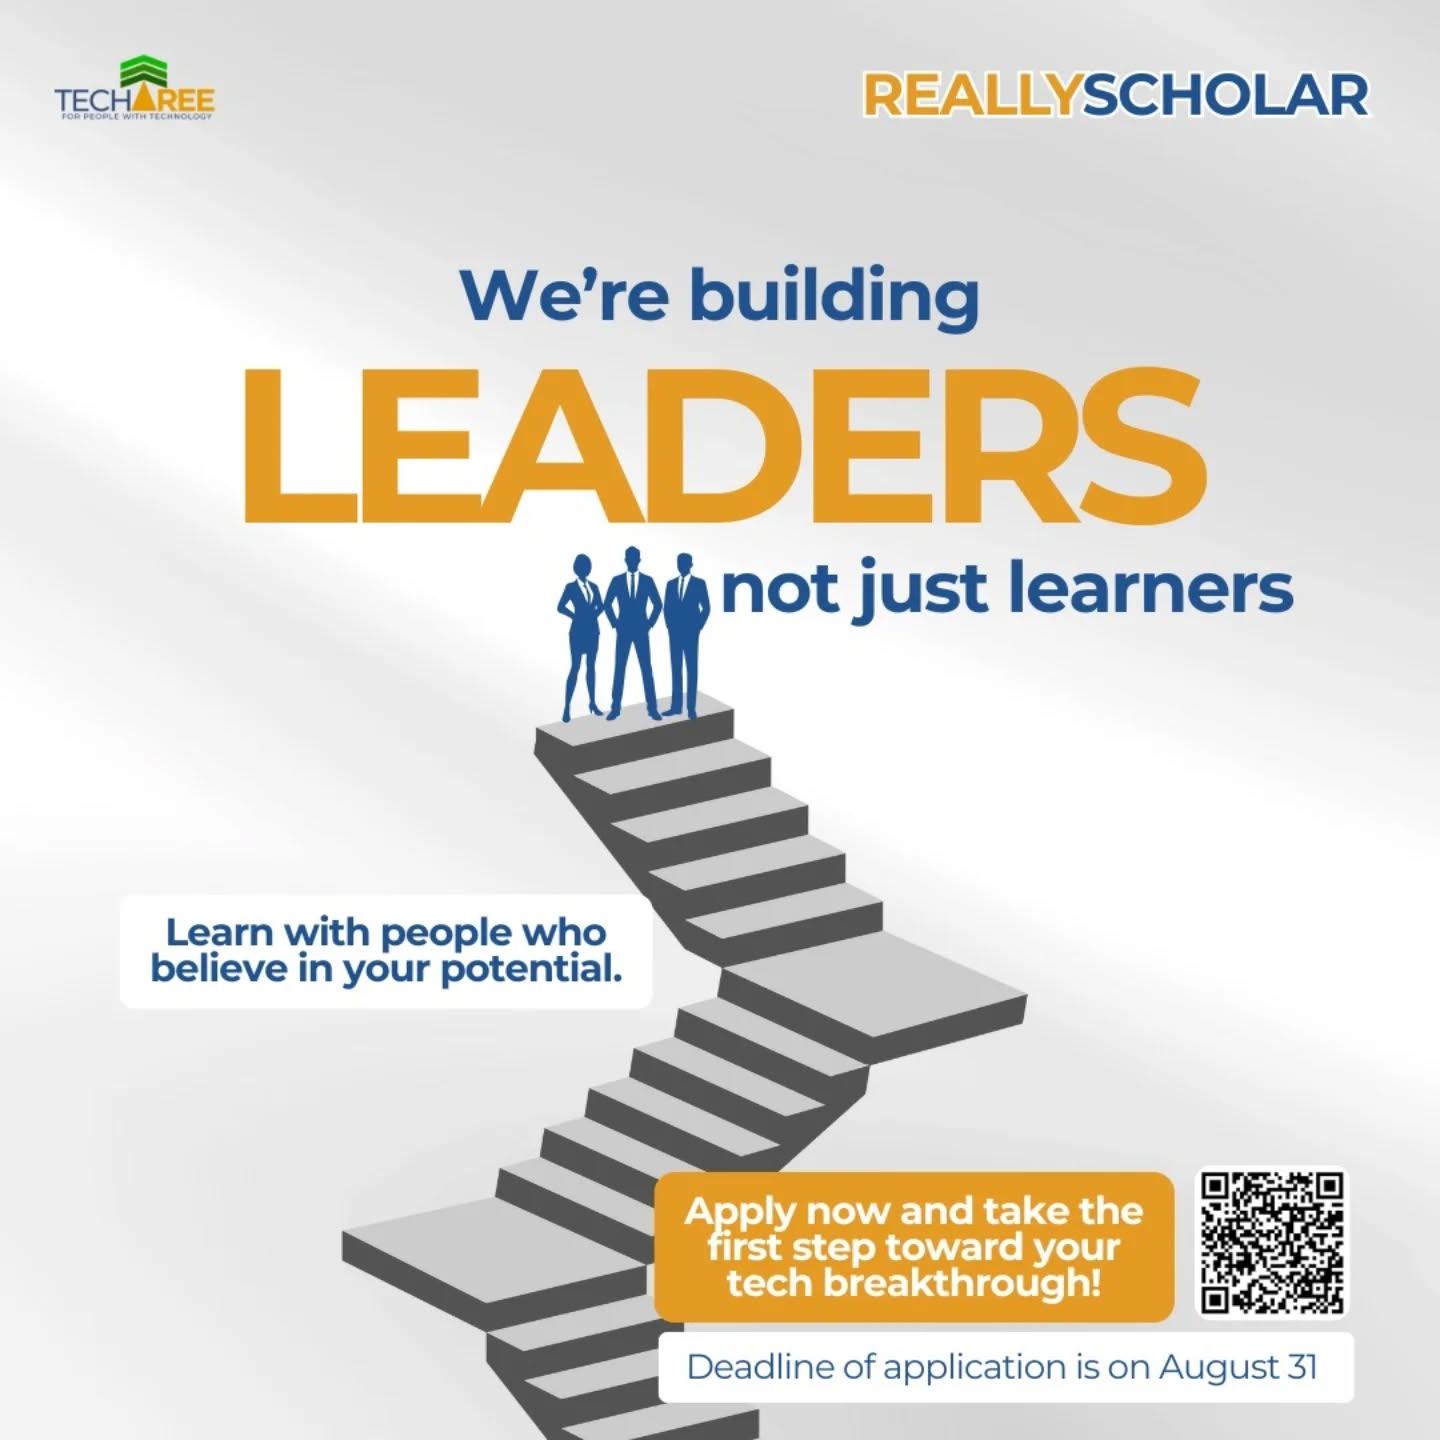 TECHTREE
FOR PEOPLE WITH TECHNOLOGY
REALLYSCHOLAR
We're building
LEADERS
not just learners
Learn with people who
believe in your potential.
Apply now and take the
first step toward your
tech breakthrough!
Deadline of application is on August 31